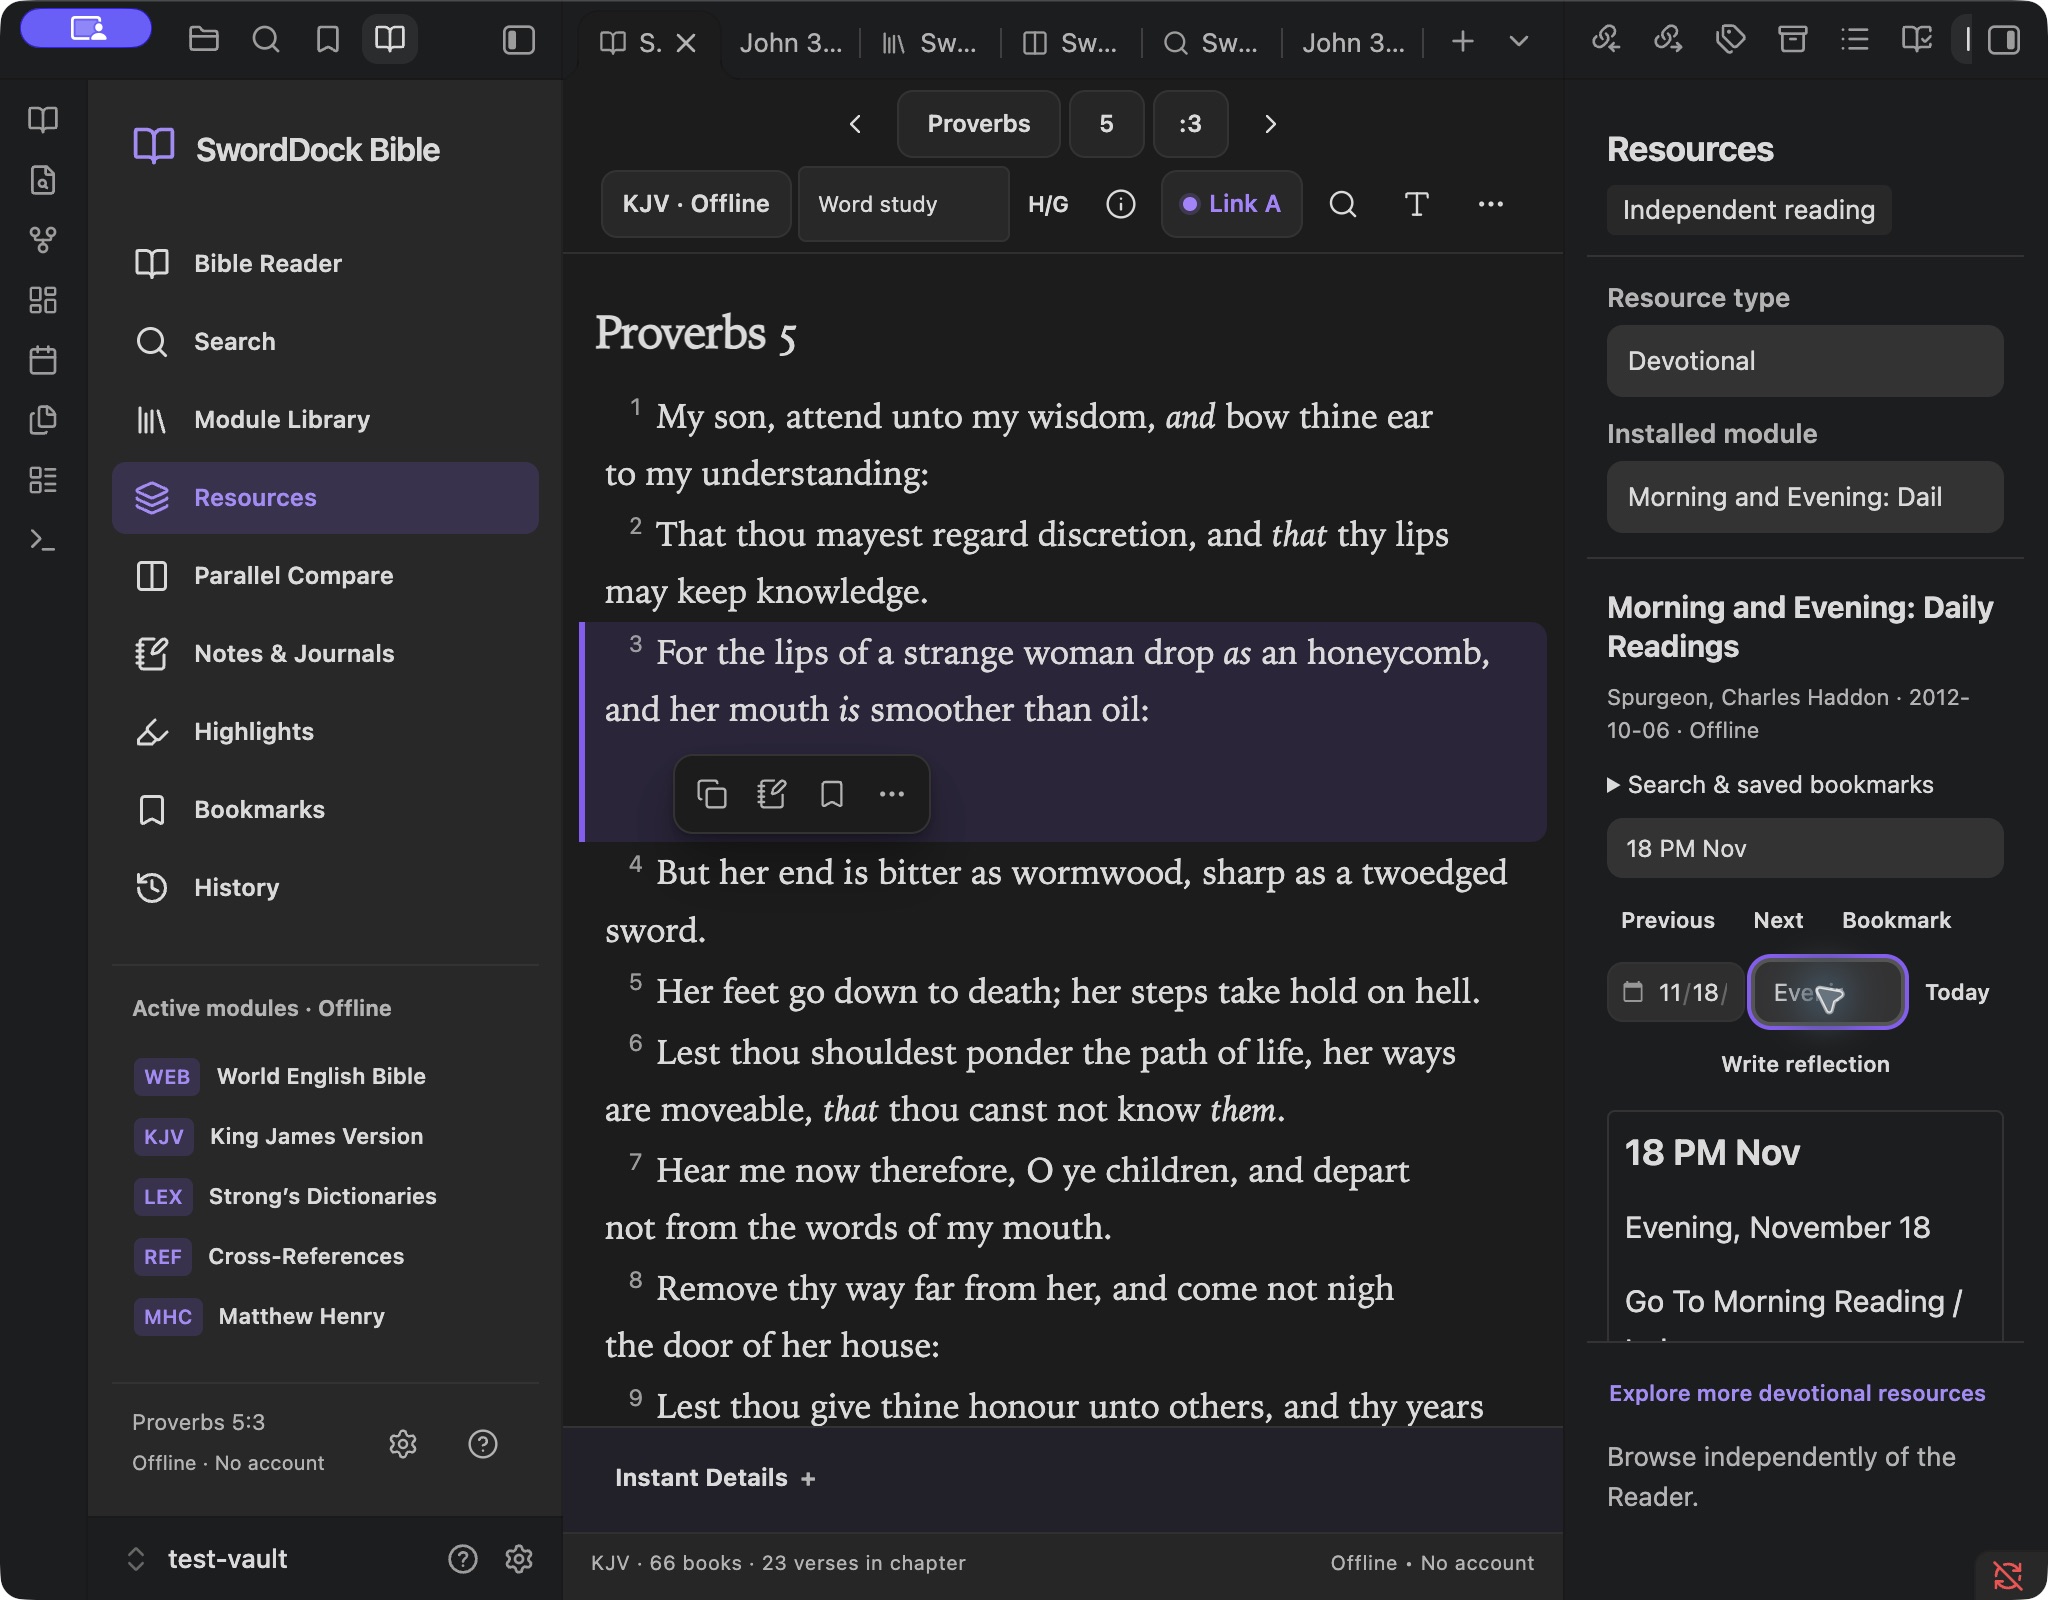 S.
John 3...
Sw...
Sw...
Sw...
John 3...
SwordDock Bible
Bible Reader
Search
Module Library
Resources
Parallel Compare
Notes & Journals
Highlights
Bookmarks
History
Active modules · Offline
WEB World English Bible
KJV King James Version
LEX Strong's Dictionaries
REF Cross-References
MHC Matthew Henry
Proverbs 5:3
Offline · No account
test-vault
Proverbs 5 :3
KJV · Offline Word study H/G Link A
Proverbs 5
1 My son, attend unto my wisdom, and bow thine ear
to my understanding:
2 That thou mayest regard discretion, and that thy lips
may keep knowledge.
3 For the lips of a strange woman drop as an honeycomb,
and her mouth is smoother than oil:
4 But her end is bitter as wormwood, sharp as a twoedged
sword.
5 Her feet go down to death; her steps take hold on hell.
6 Lest thou shouldest ponder the path of life, her ways
are moveable, that thou canst not know them.
7 Hear me now therefore, O ye children, and depart
not from the words of my mouth.
8 Remove thy way far from her, and come not nigh
the door of her house:
9 Lest thou give thine honour unto others, and thy years
Instant Details +
KJV · 66 books · 23 verses in chapter
Offline • No account
Resources
Independent reading
Resource type
Devotional
Installed module
Morning and Evening: Dail
Morning and Evening: Daily
Readings
Spurgeon, Charles Haddon · 2012-
10-06 · Offline
Search & saved bookmarks
18 PM Nov
Previous Next Bookmark
11/18/ Today
Write reflection
18 PM Nov
Evening, November 18
Go To Morning Reading /
Explore more devotional resources
Browse independently of the
Reader.